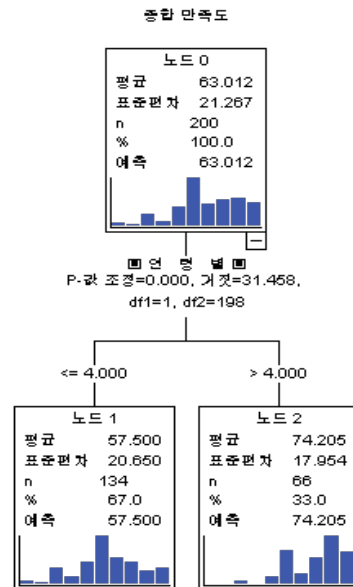 종합 만족도
노드 0
평균 63.012
표준편차 21.267
n 200
% 100.0
예측 63.012
▣ 연 령 별 ▣
P-값 조정=0.000, 거짓=31.458,
df1=1, df2=198
<= 4.000
> 4.000
노드 1
평균 57.500
표준편차 20.650
n 134
% 67.0
예측 57.500
노드 2
평균 74.205
표준편차 17.954
n 66
% 33.0
예측 74.205